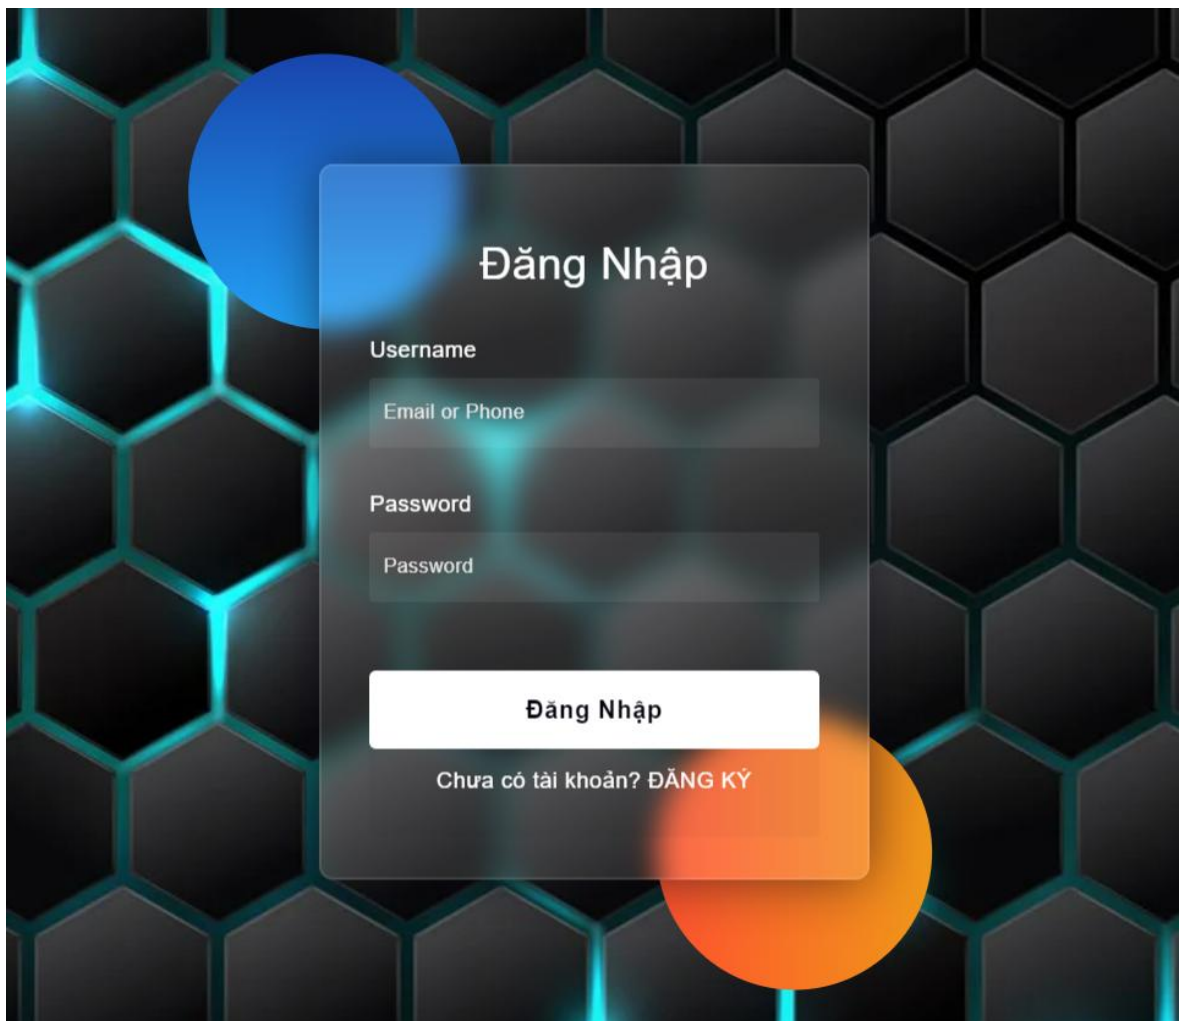 Đăng Nhập
Username
Email or Phone
Password
Password
Đăng Nhập
Chưa có tài khoản? ĐĂNG KÝ